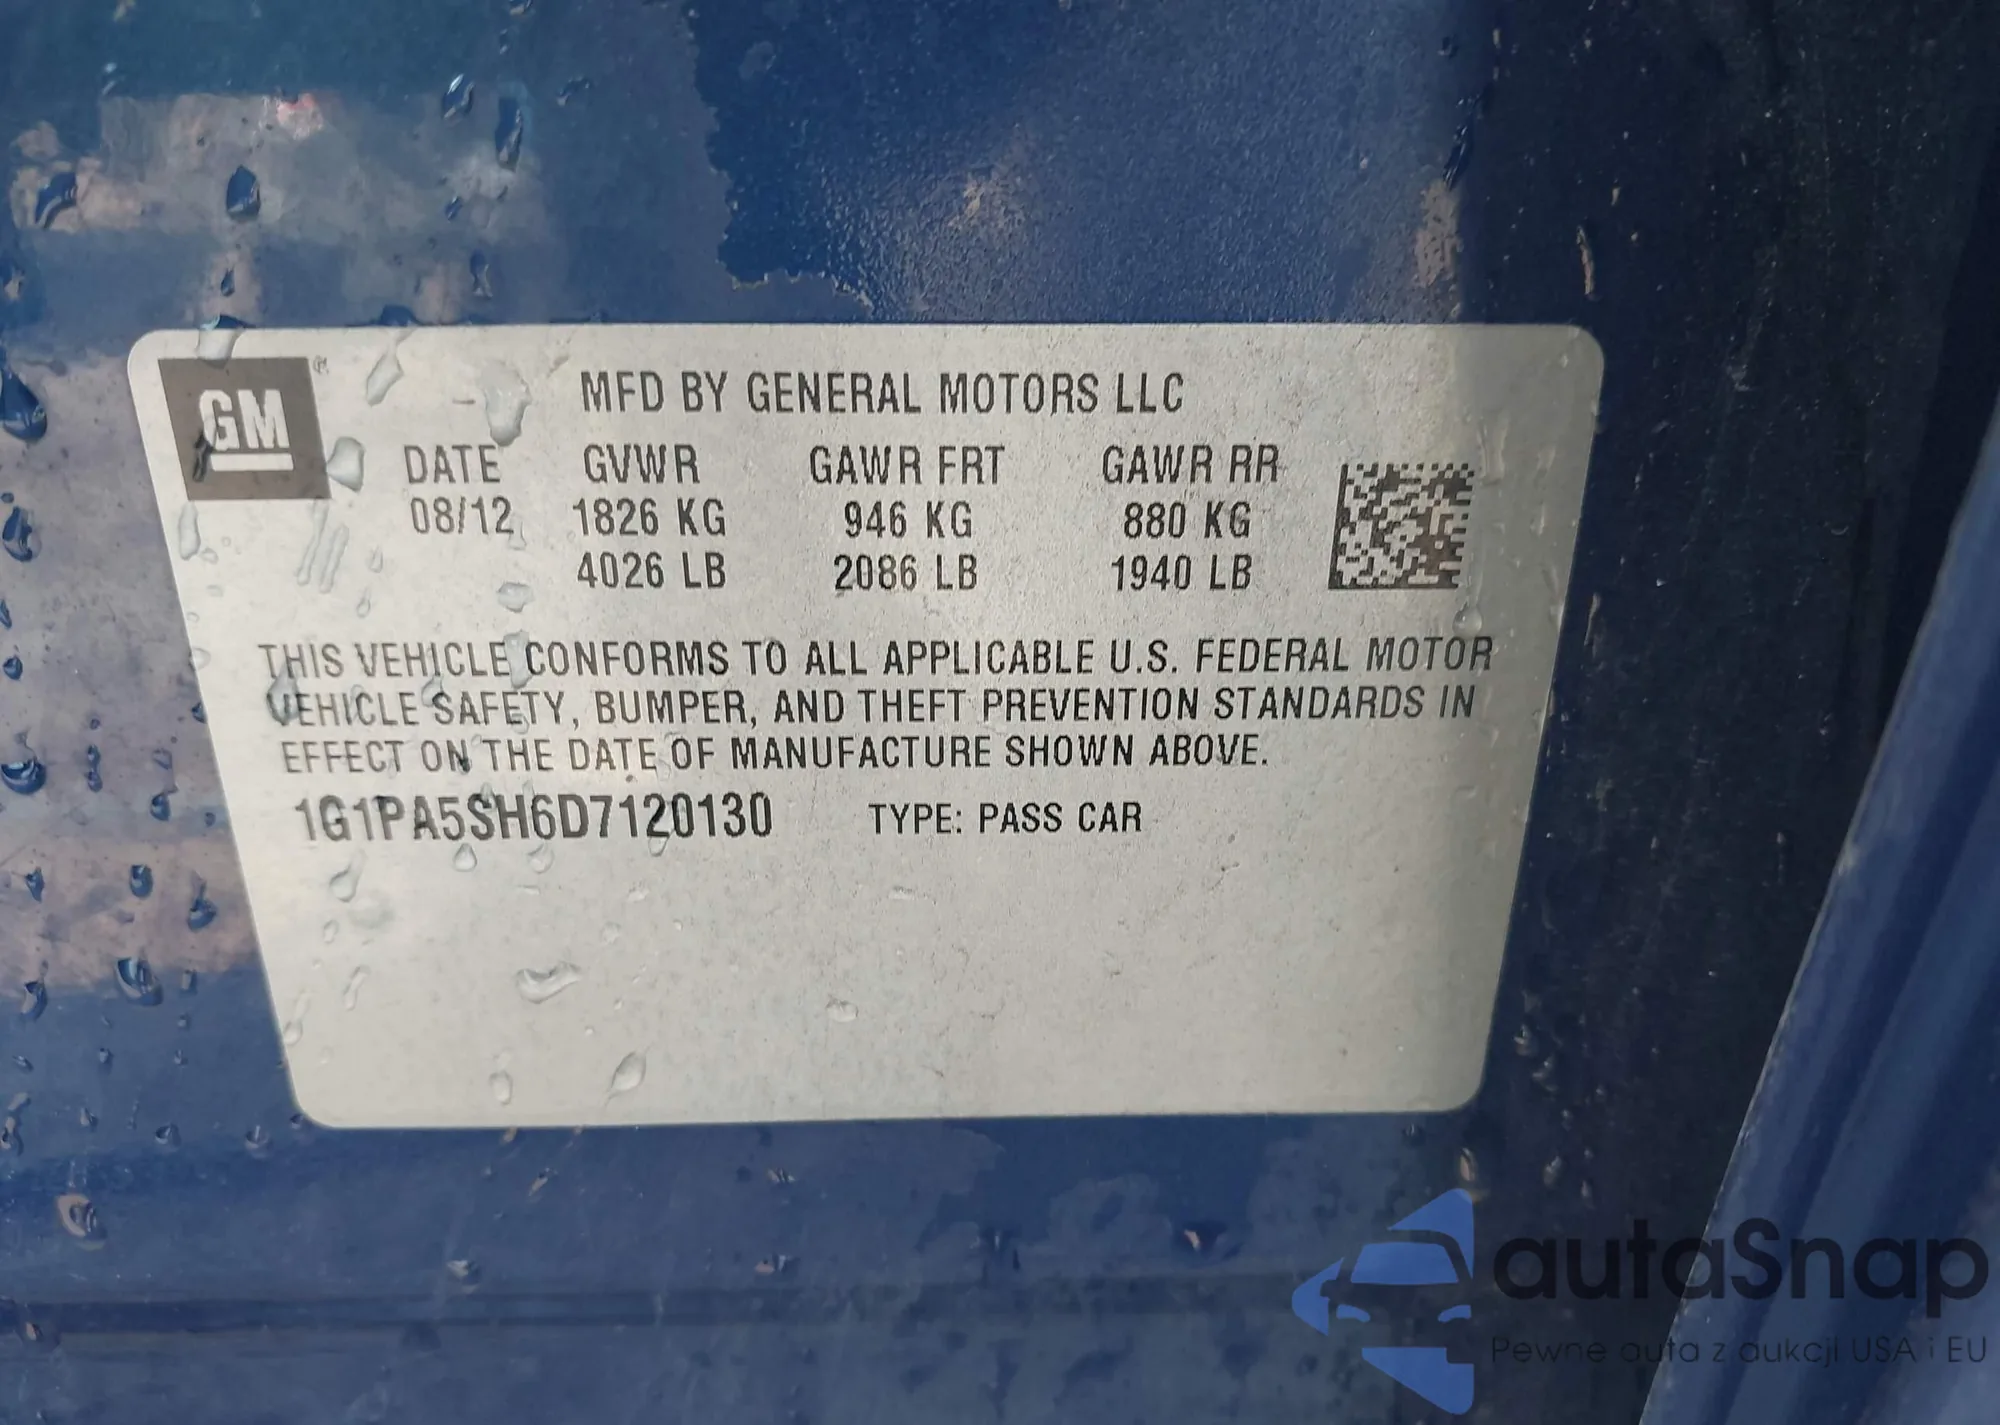 GM
MFD BY GENERAL MOTORS LLC
DATE GVWR GAWR FRT GAWR RR
08/12 1826 KG 946 KG 880 KG
4026 LB 2086 LB 1940 LB
THIS VEHICLE CONFORMS TO ALL APPLICABLE U.S. FEDERAL MOTOR
VEHICLE SAFETY, BUMPER, AND THEFT PREVENTION STANDARDS IN
EFFECT ON THE DATE OF MANUFACTURE SHOWN ABOVE.
1G1PA5SH6D7120130 TYPE: PASS CAR
autaSnap
Pewne auta z aukcji USA i EU